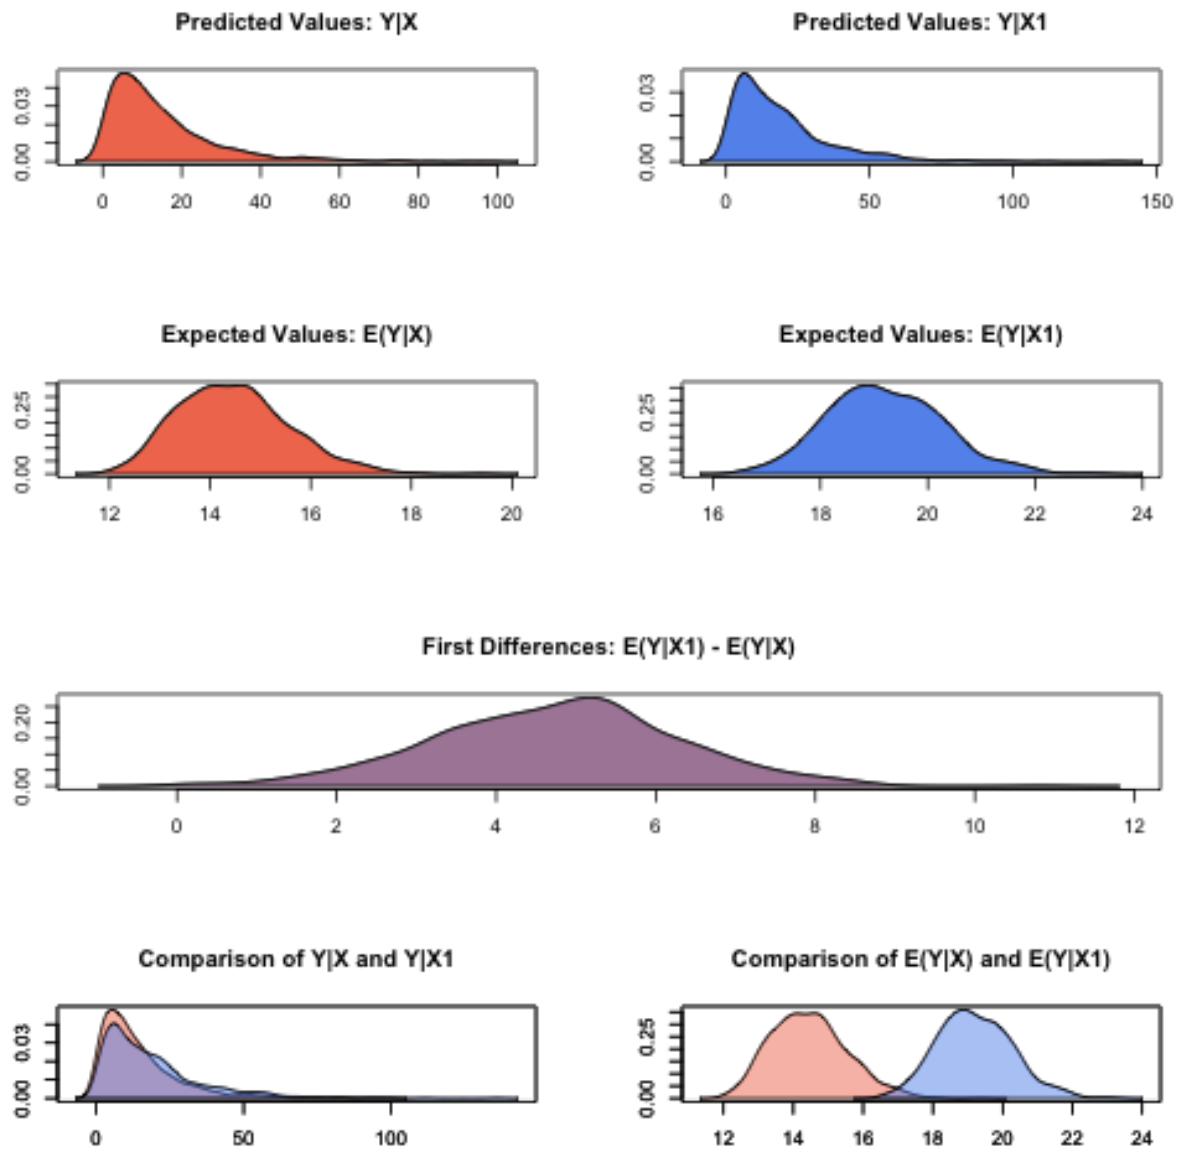 Predicted Values: Y|X
Predicted Values: Y|X1
0.00 0.03
0 20 40 60 80 100
0.00 0.03
0 50 100 150
Expected Values: E(Y|X)
Expected Values: E(Y|X1)
0.00 0.25
12 14 16 18 20
0.00 0.25
16 18 20 22 24
First Differences: E(Y|X1) - E(Y|X)
0.00 0.20
0 2 4 6 8 10 12
Comparison of Y|X and Y|X1
Comparison of E(Y|X) and E(Y|X1)
0.00 0.03
0 50 100
0.00 0.25
12 14 16 18 20 22 24